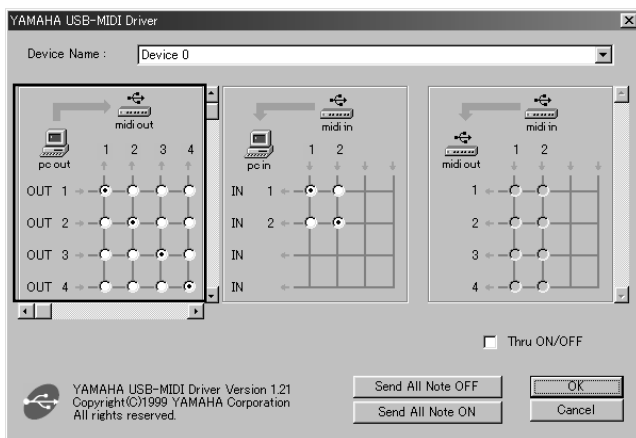 YAMAHA USB-MIDI Driver
Device Name :
Device 0
midi out
pc out
1 2 3 4
OUT 1
OUT 2
OUT 3
OUT 4
midi in
pc in
1 2
IN 1
IN 2
IN
IN
midi in
midi out
1 2
1
2
3
4
Thru ON/OFF
YAMAHA USB-MIDI Driver Version 1.21
Copyright(C)1999 YAMAHA Corporation
All rights reserved.
Send All Note OFF
Send All Note ON
OK
Cancel